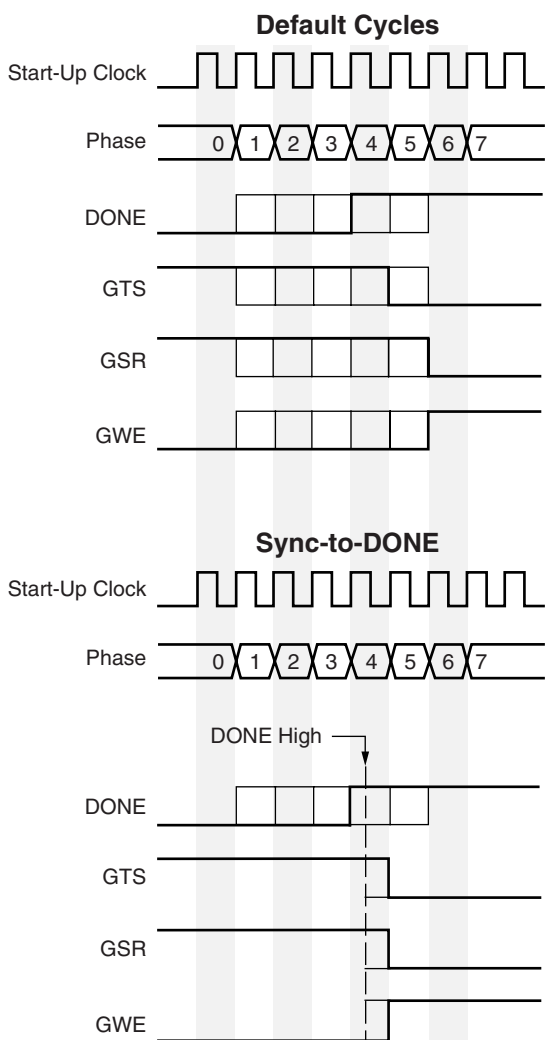 Default Cycles
Start-Up Clock
Phase 0 1 2 3 4 5 6 7
DONE
GTS
GSR
GWE
Sync-to-DONE
Start-Up Clock
Phase 0 1 2 3 4 5 6 7
DONE High
DONE
GTS
GSR
GWE